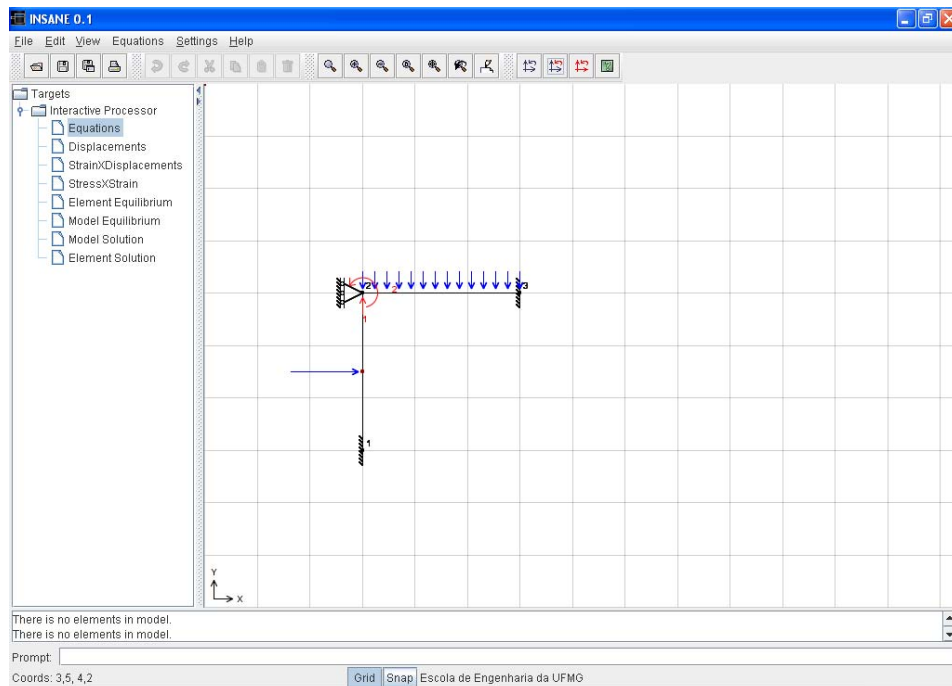 INSANE 0.1
File Edit View Equations Settings Help
Targets
Interactive Processor
Equations
Displacements
StrainXDisplacements
StressXStrain
Element Equilibrium
Model Equilibrium
Model Solution
Element Solution
2 3
2
1
1
Y
X
There is no elements in model.
There is no elements in model.
Prompt:
Coords: 3,5, 4,2 Grid Snap Escola de Engenharia da UFMG